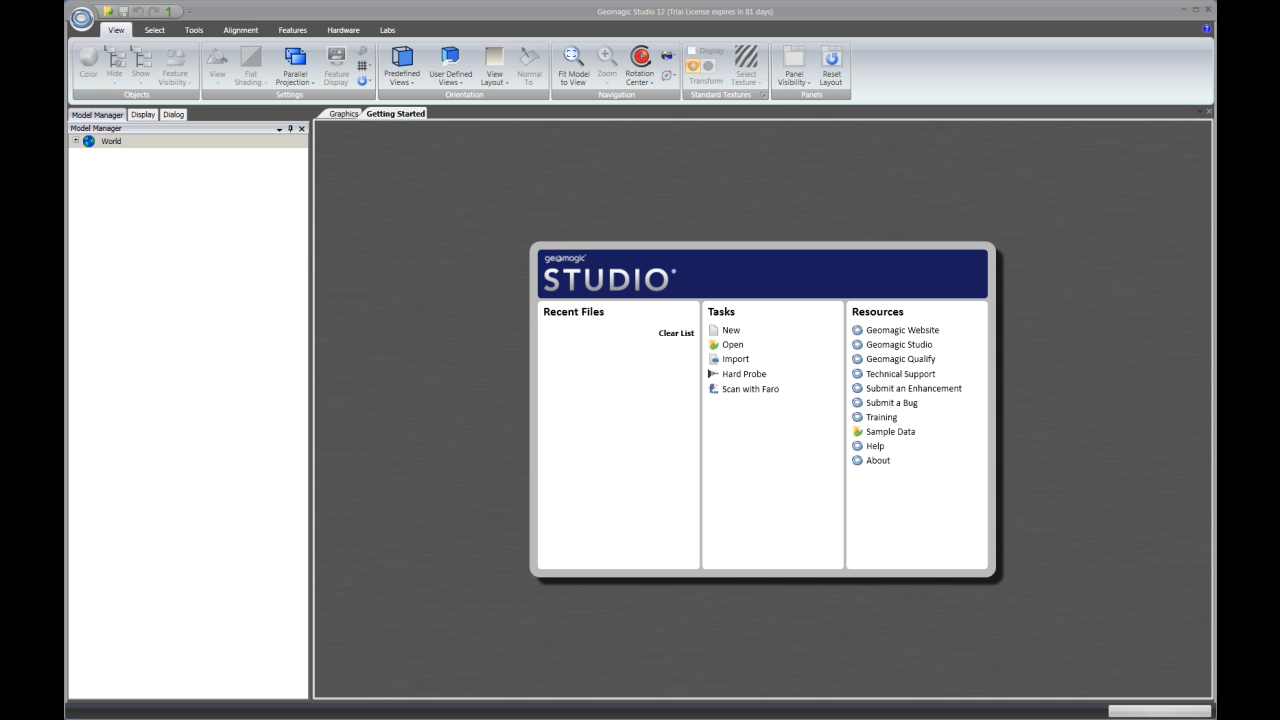 Geomagic Studio 12 (Trial License expires in 81 days)
View Select Tools Alignment Features Hardware Labs
Color Hide Show Feature Visibility View Flat Shading Parallel Projection Feature Display Predefined Views User Defined Views View Layout Normal To Fit Model to View Zoom Rotation Center Display Transform Select Texture Panel Visibility Reset Layout
Objects Settings Orientation Navigation Standard Textures Panels
Model Manager Display Dialog
Graphics Getting Started
Model Manager
World
geomagic
STUDIO
Recent Files
Clear List
Tasks
New
Open
Import
Hard Probe
Scan with Faro
Resources
Geomagic Website
Geomagic Studio
Geomagic Qualify
Technical Support
Submit an Enhancement
Submit a Bug
Training
Sample Data
Help
About